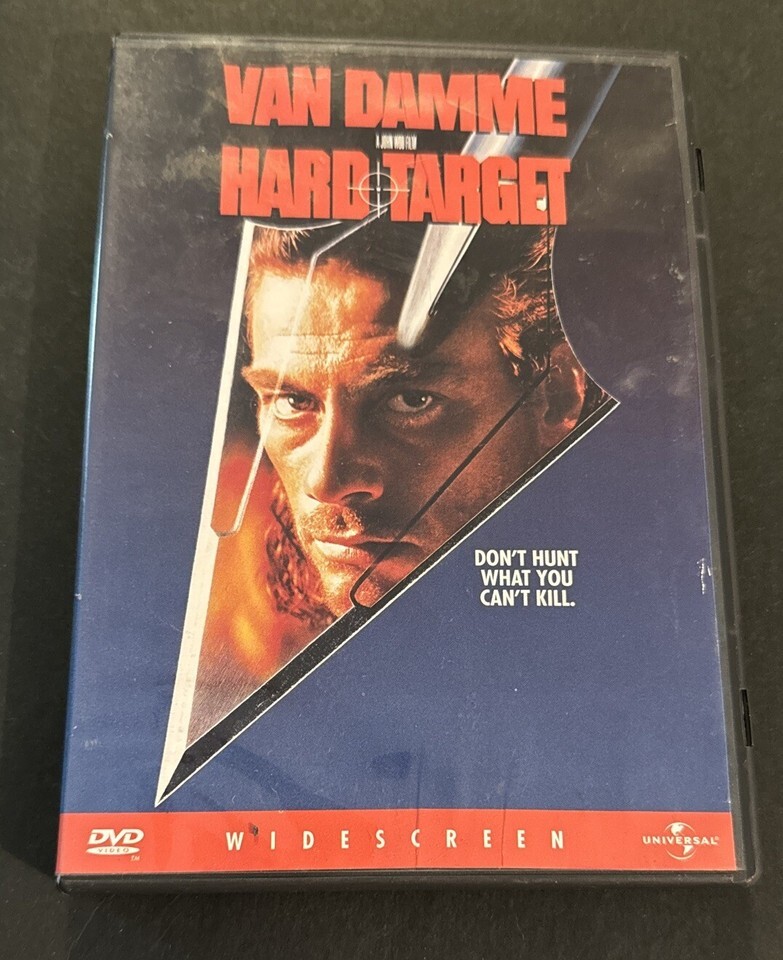 VAN DAMME
A JOHN WOO FILM
HARD TARGET
DON'T HUNT
WHAT YOU
CAN'T KILL.
DVD
VIDEO
WIDESCREEN
UNIVERSAL